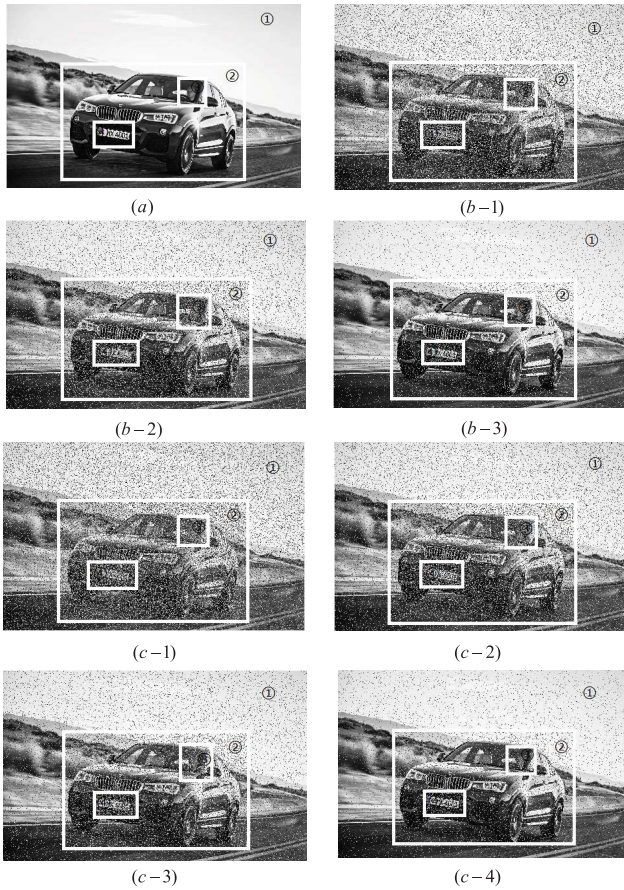 ①
②
(a)
①
②
(b−1)
①
②
(b−2)
①
②
(b−3)
①
②
(c−1)
①
②
(c−2)
①
②
(c−3)
①
②
(c−4)